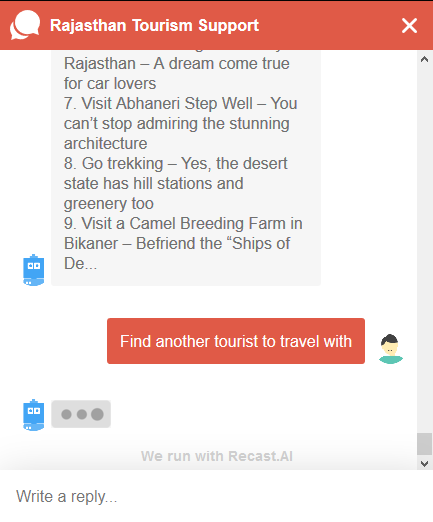 Rajasthan Tourism Support
Rajasthan – A dream come true
for car lovers
7. Visit Abhaneri Step Well – You
can’t stop admiring the stunning
architecture
8. Go trekking – Yes, the desert
state has hill stations and
greenery too
9. Visit a Camel Breeding Farm in
Bikaner – Befriend the “Ships of
De...
Find another tourist to travel with
We run with Recast.AI
Write a reply...